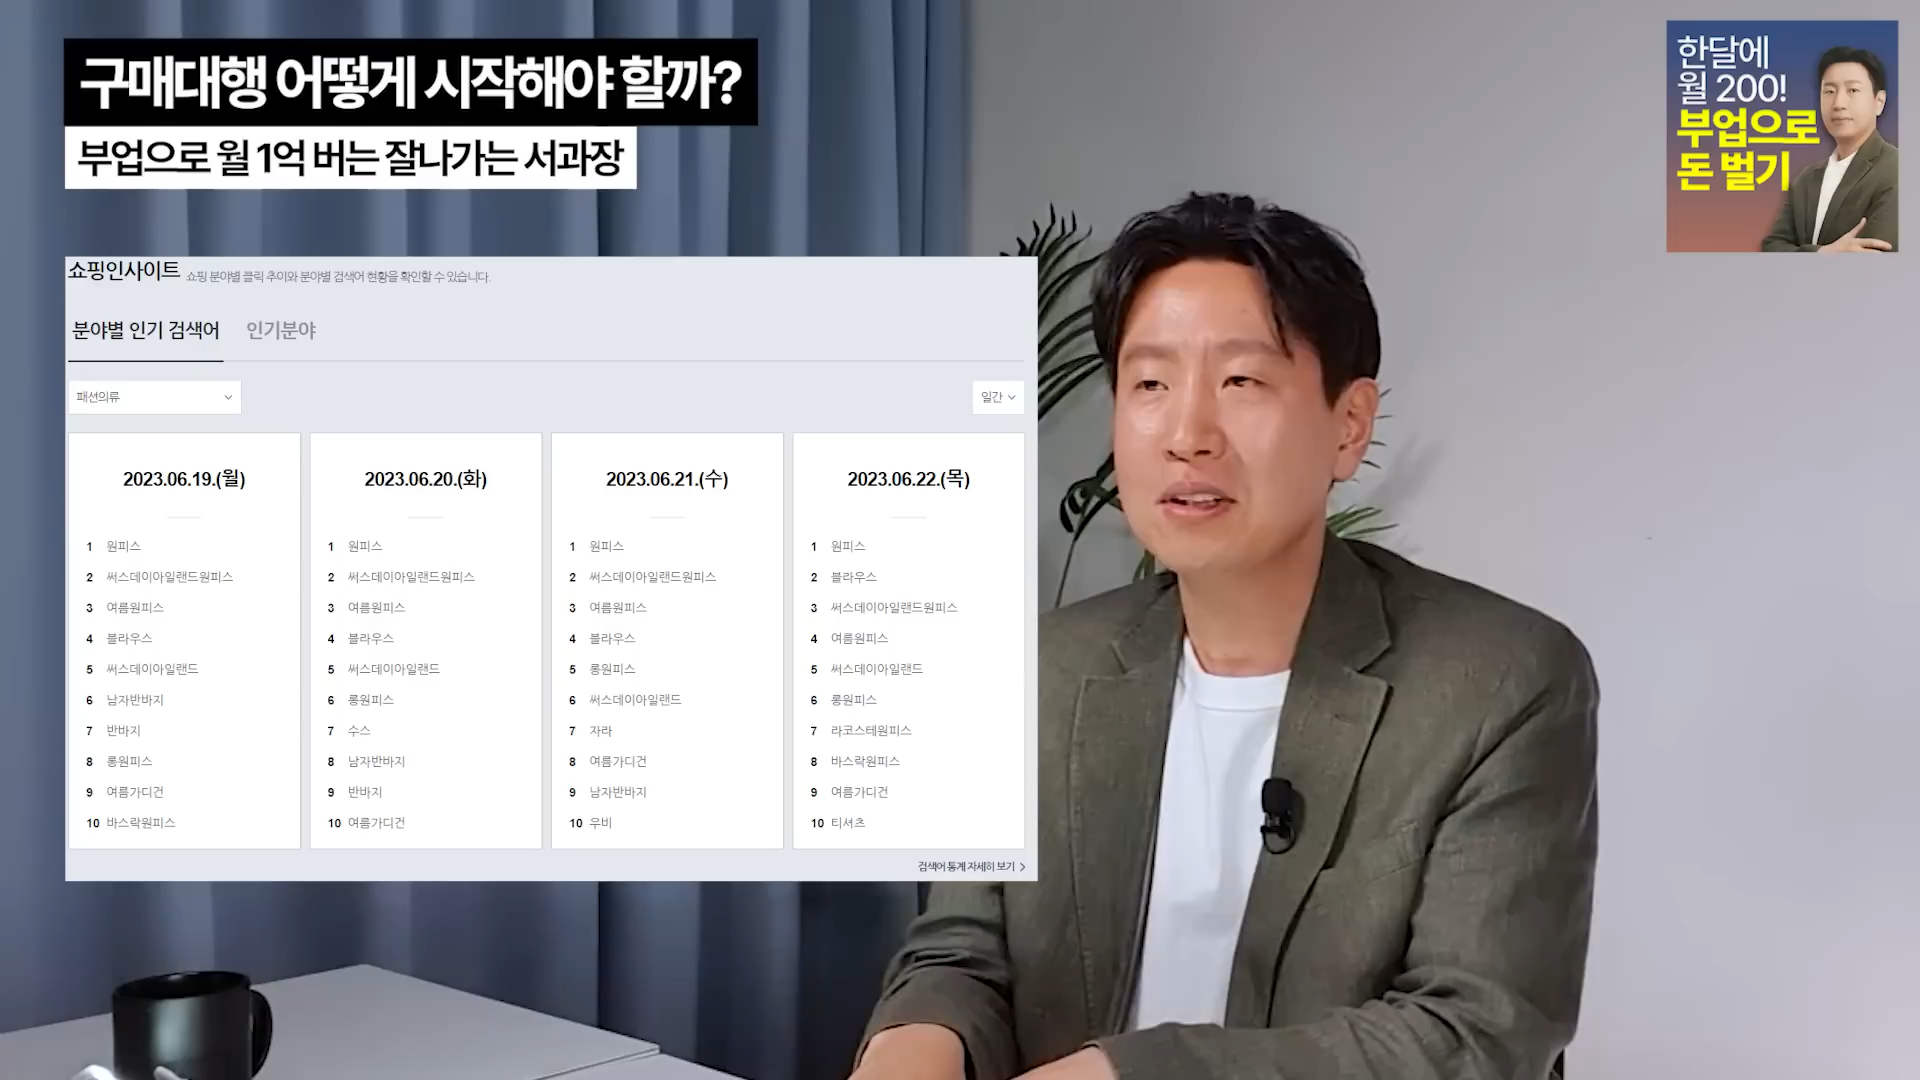 구매대행 어떻게 시작해야 할까?
부업으로 월 1억 버는 잘나가는 서과장
한달에
월 200!
부업으로
돈 벌기
쇼핑인사이트 쇼핑 분야별 클릭 추이와 분야별 검색어 현황을 확인할 수 있습니다.
분야별 인기 검색어 인기분야
패션의류 일간
2023.06.19.(월)
1 원피스
2 써스데이아일랜드원피스
3 여름원피스
4 블라우스
5 써스데이아일랜드
6 남자반바지
7 반바지
8 롱원피스
9 여름가디건
10 바스락원피스
2023.06.20.(화)
1 원피스
2 써스데이아일랜드원피스
3 여름원피스
4 블라우스
5 써스데이아일랜드
6 롱원피스
7 수스
8 남자반바지
9 반바지
10 여름가디건
2023.06.21.(수)
1 원피스
2 써스데이아일랜드원피스
3 여름원피스
4 블라우스
5 롱원피스
6 써스데이아일랜드
7 자라
8 여름가디건
9 남자반바지
10 우비
2023.06.22.(목)
1 원피스
2 블라우스
3 써스데이아일랜드원피스
4 여름원피스
5 써스데이아일랜드
6 롱원피스
7 라코스테원피스
8 바스락원피스
9 여름가디건
10 티셔츠
검색어 통계 자세히 보기 >